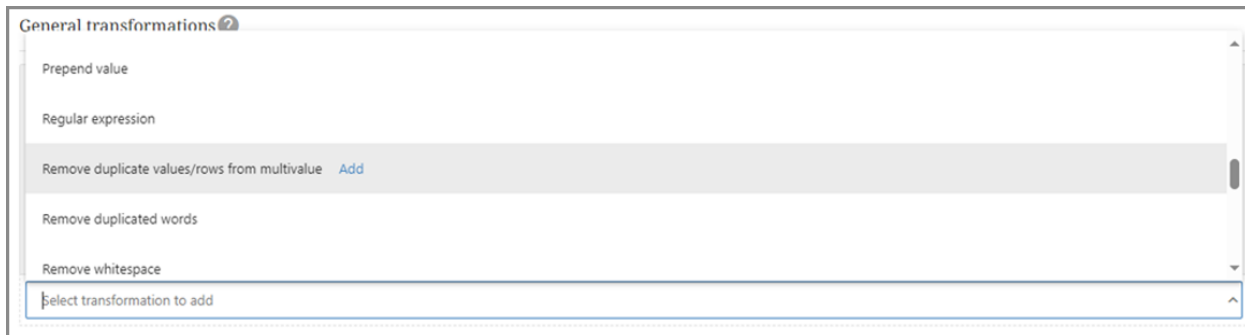 General transformations
Prepend value
Regular expression
Remove duplicate values/rows from multivalue Add
Remove duplicated words
Remove whitespace
Select transformation to add